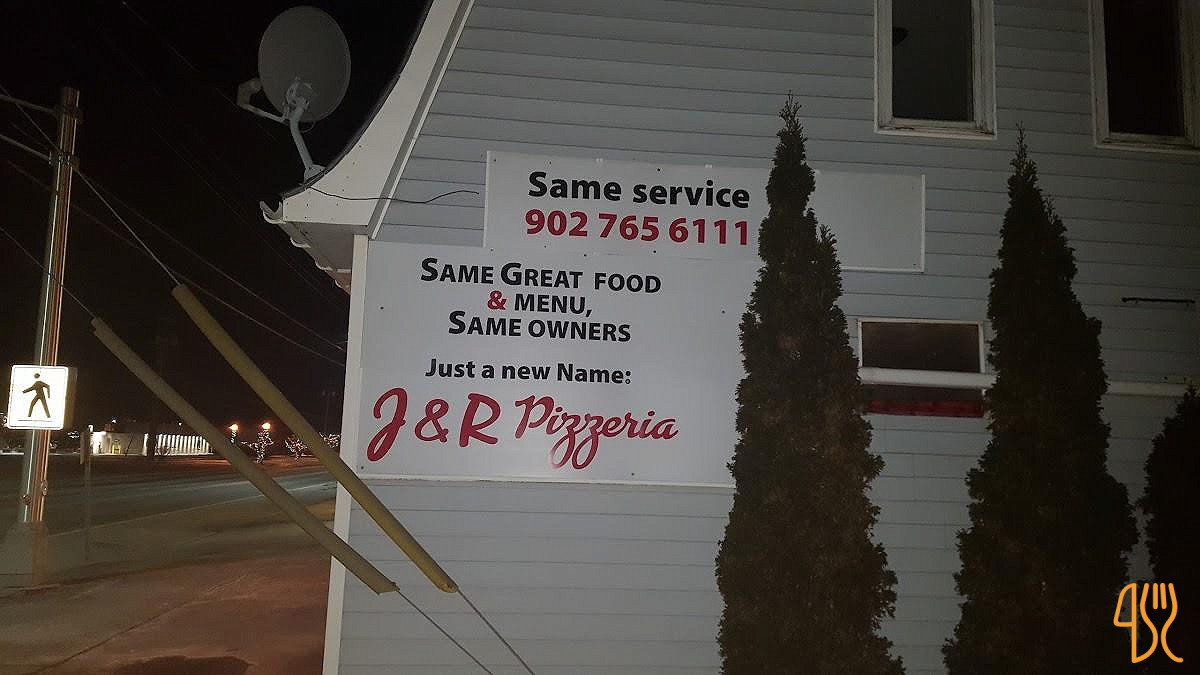 Same service
902 765 6111
SAME GREAT FOOD
& MENU,
SAME OWNERS
Just a new Name:
J & R Pizzeria